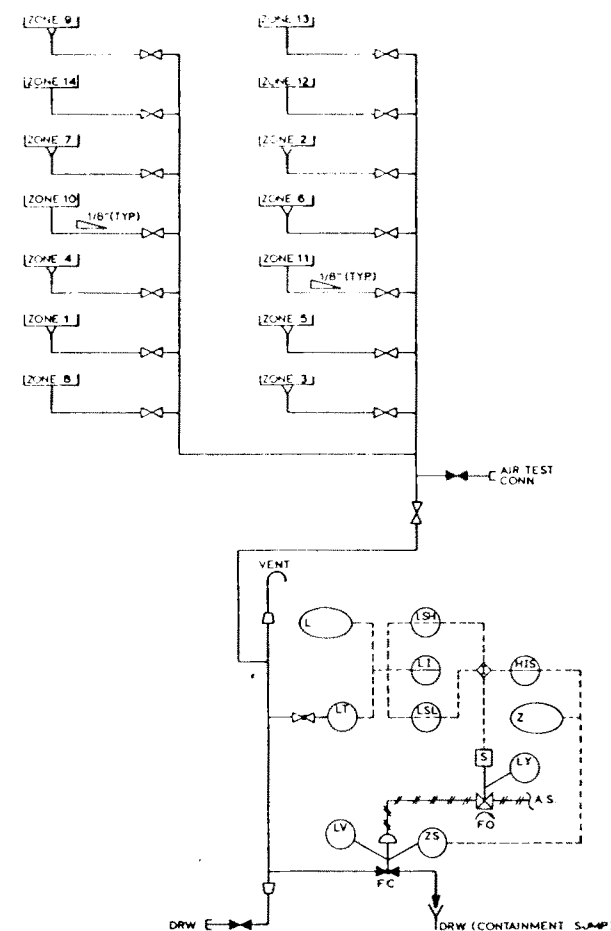 ZONE 9
ZONE 13
ZONE 14
ZONE 12
ZONE 7
ZONE 2
ZONE 10
ZONE 6
1/8" (TYP)
ZONE 4
ZONE 11
1/8" (TYP)
ZONE 1
ZONE 5
ZONE 8
ZONE 3
AIR TEST
CONN
VENT
L
LSH
LI
HIS
LT
LSL
Z
S
LY
A.S.
FO
LV
ZS
FC
DRW
DRW (CONTAINMENT SUMP